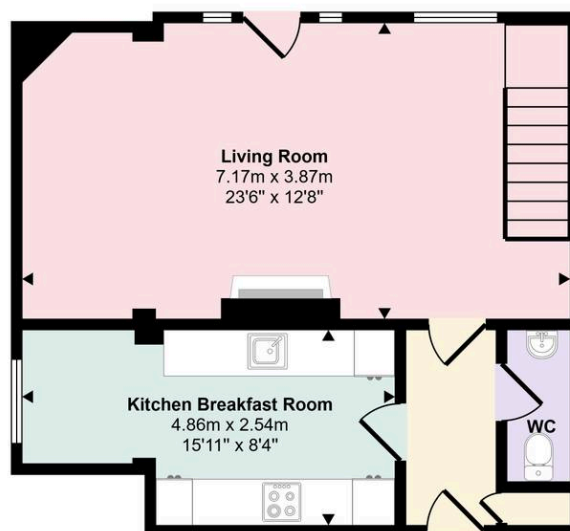 Living Room
7.17m x 3.87m
23'6" x 12'8"
Kitchen Breakfast Room
4.86m x 2.54m
15'11" x 8'4"
WC